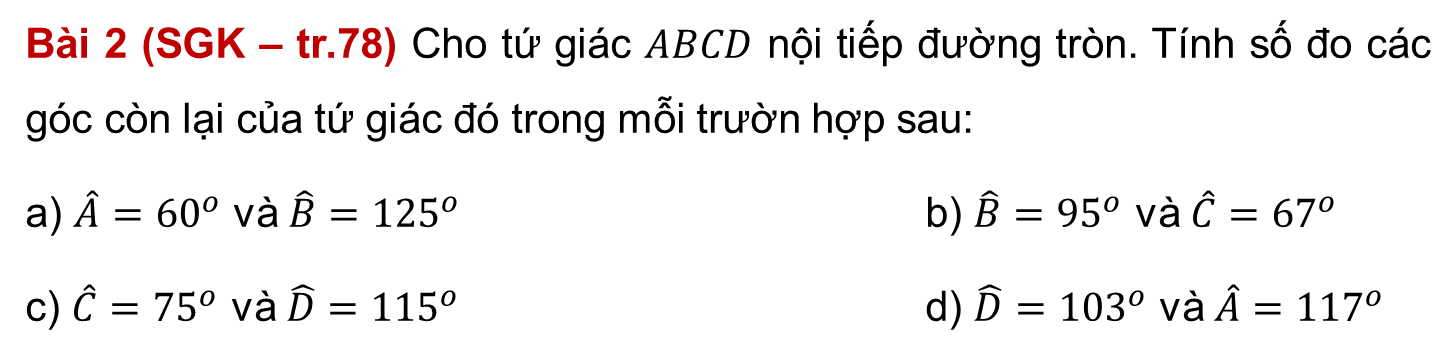 Bài 2 (SGK – tr.78) Cho tứ giác ABCD nội tiếp đường tròn. Tính số đo các
góc còn lại của tứ giác đó trong mỗi trườn hợp sau:
a) Â = 60° và B̂ = 125° b) B̂ = 95° và Ĉ = 67°
c) Ĉ = 75° và D̂ = 115° d) D̂ = 103° và Â = 117°